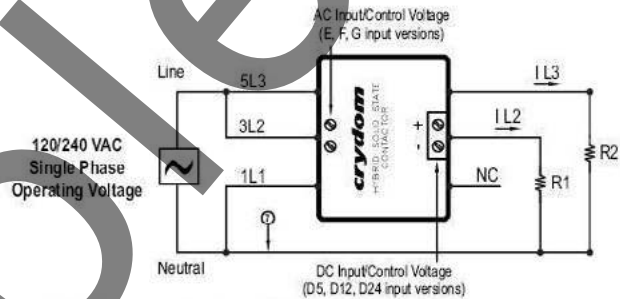 AC Input/Control Voltage
(E, F, G input versions)
Line
5L3
I L3
3L2
+
I L2
-
120/240 VAC
Single Phase
Operating Voltage
crydom
HYBRID SOLID STATE
CONTACTOR
R2
1L1
NC
R1
7
Neutral
DC Input/Control Voltage
(D5, D12, D24 input versions)